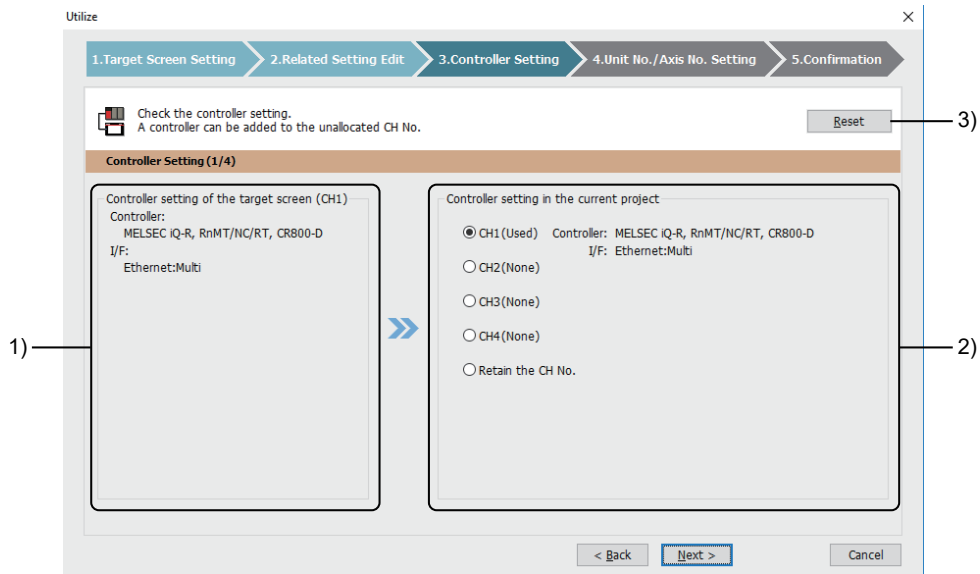 Utilize
1.Target Screen Setting 2.Related Setting Edit 3.Controller Setting 4.Unit No./Axis No. Setting 5.Confirmation
Check the controller setting.
A controller can be added to the unallocated CH No.
Reset
3)
Controller Setting (1/4)
Controller setting of the target screen (CH1)
Controller:
MELSEC iQ-R, RnMT/NC/RT, CR800-D
I/F:
Ethernet:Multi
1)
Controller setting in the current project
CH1(Used) Controller: MELSEC iQ-R, RnMT/NC/RT, CR800-D
I/F: Ethernet:Multi
CH2(None)
CH3(None)
CH4(None)
Retain the CH No.
2)
< Back Next > Cancel